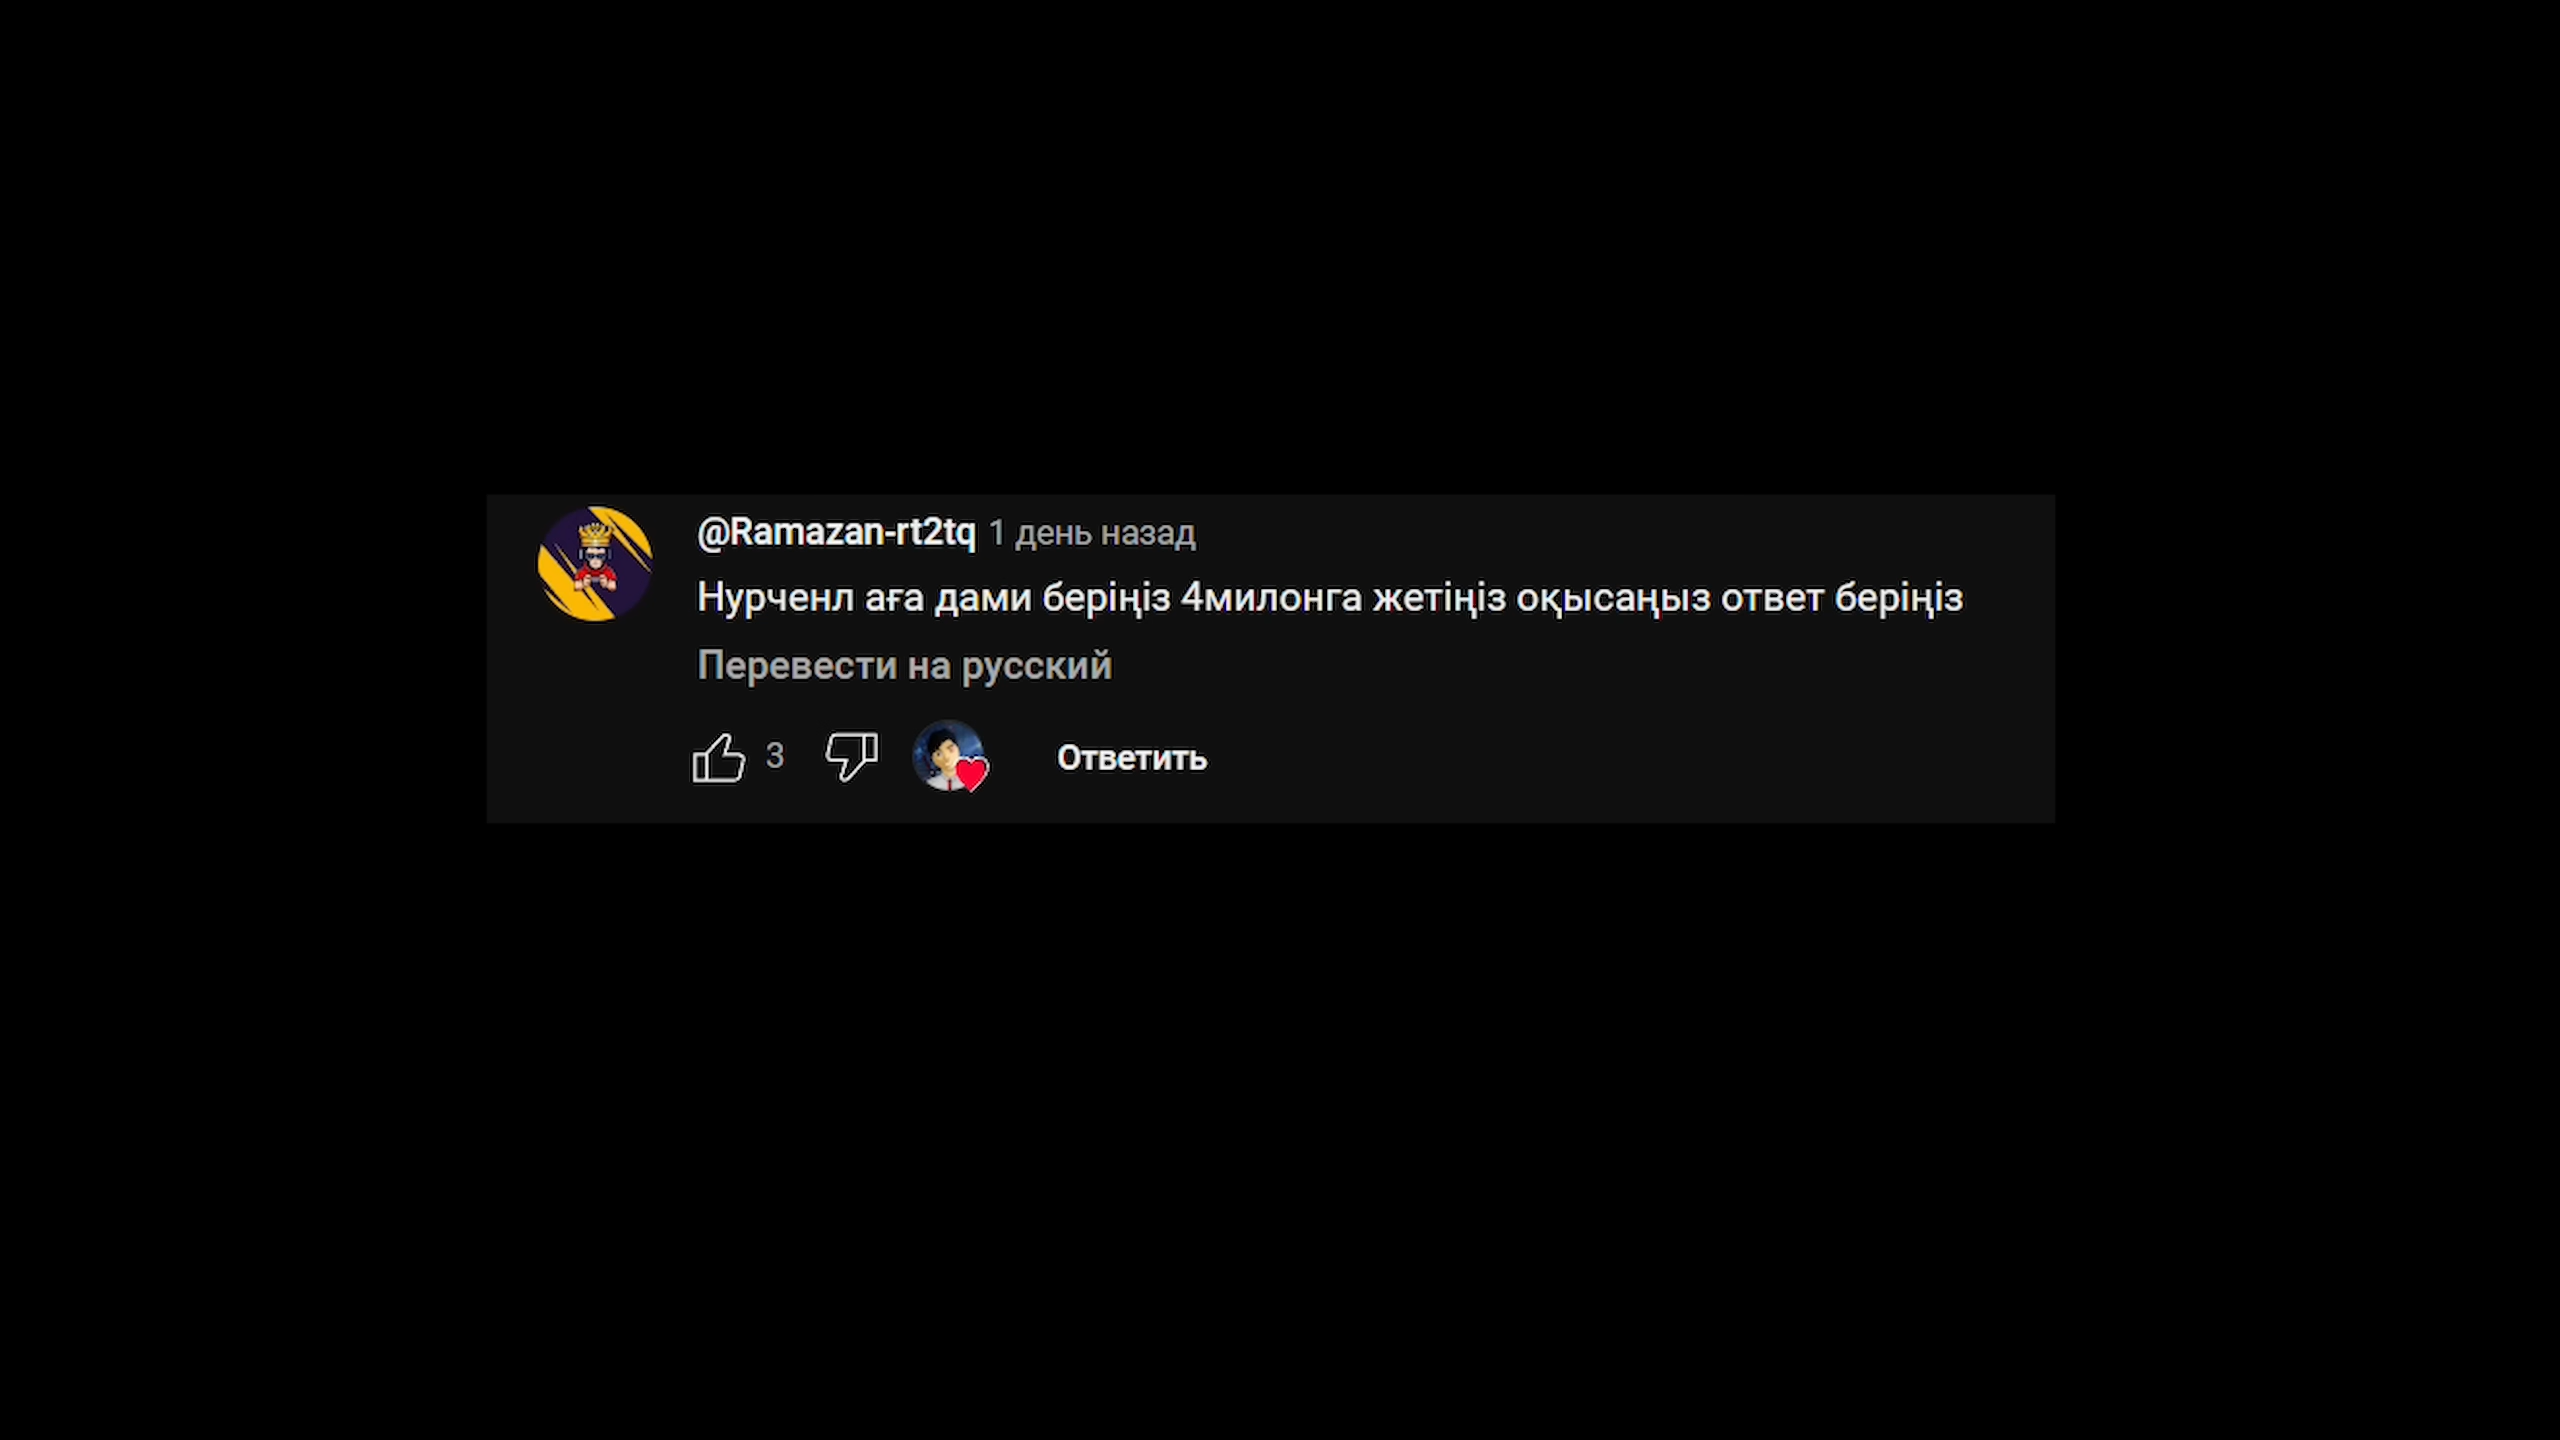 @Ramazan-rt2tq 1 день назад
Нурченл аға дами беріңіз 4милонга жетіңіз оқысаңыз ответ беріңіз
Перевести на русский
3 Ответить